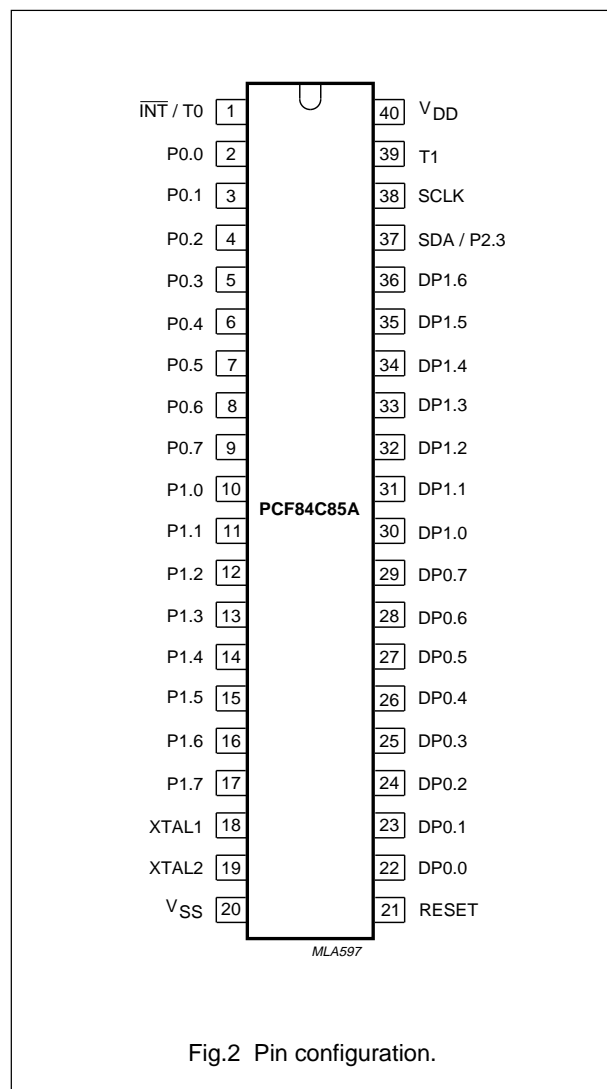 INT / T0 1 40 VDD
P0.0 2 39 T1
P0.1 3 38 SCLK
P0.2 4 37 SDA / P2.3
P0.3 5 36 DP1.6
P0.4 6 35 DP1.5
P0.5 7 34 DP1.4
P0.6 8 33 DP1.3
P0.7 9 32 DP1.2
P1.0 10 31 DP1.1
PCF84C85A
P1.1 11 30 DP1.0
P1.2 12 29 DP0.7
P1.3 13 28 DP0.6
P1.4 14 27 DP0.5
P1.5 15 26 DP0.4
P1.6 16 25 DP0.3
P1.7 17 24 DP0.2
XTAL1 18 23 DP0.1
XTAL2 19 22 DP0.0
VSS 20 21 RESET
MLA597
Fig.2 Pin configuration.